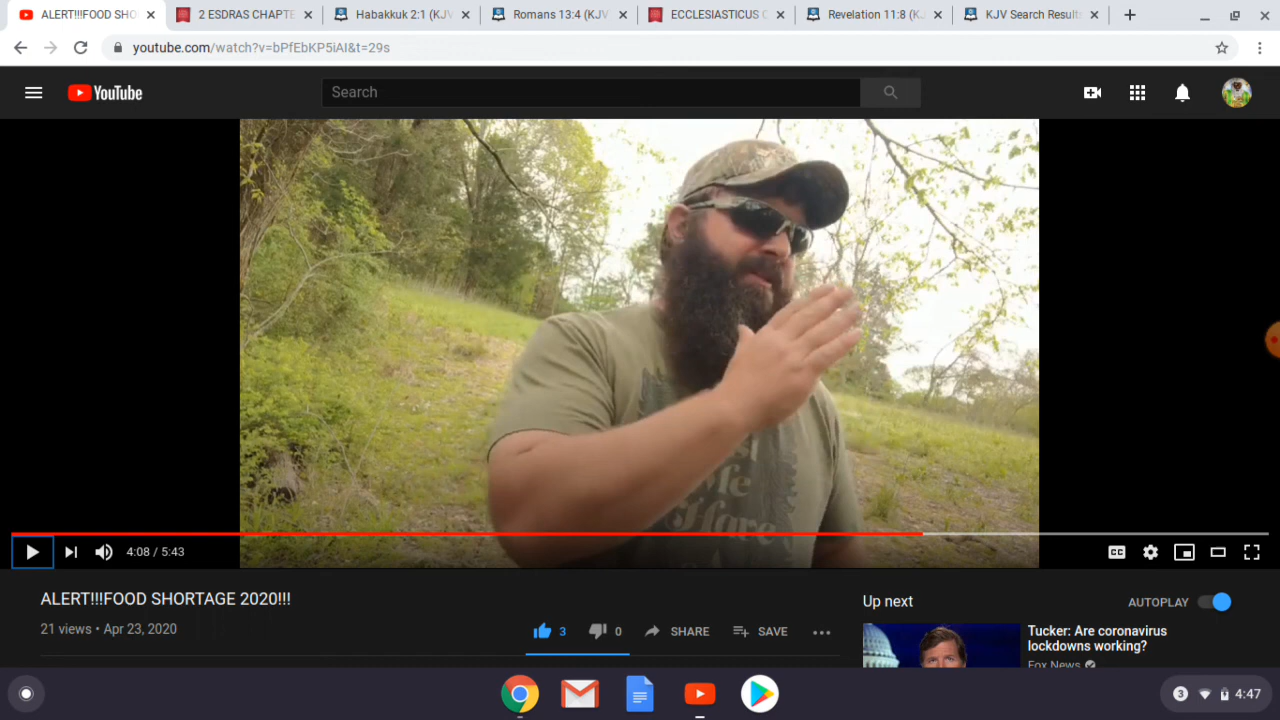 ALERT!!!FOOD SHO
2 ESDRAS CHAPTE
Habakkuk 2:1 (KJV
Romans 13:4 (KJV
ECCLESIASTICUS C
Revelation 11:8 (KJ
KJV Search Results
youtube.com/watch?v=bPfEbKP5iAI&t=29s
YouTube
Search
4:08 / 5:43
CC
ALERT!!!FOOD SHORTAGE 2020!!!
21 views • Apr 23, 2020
3
0
SHARE
SAVE
Up next
AUTOPLAY
Tucker: Are coronavirus
lockdowns working?
Fox News
3
4:47